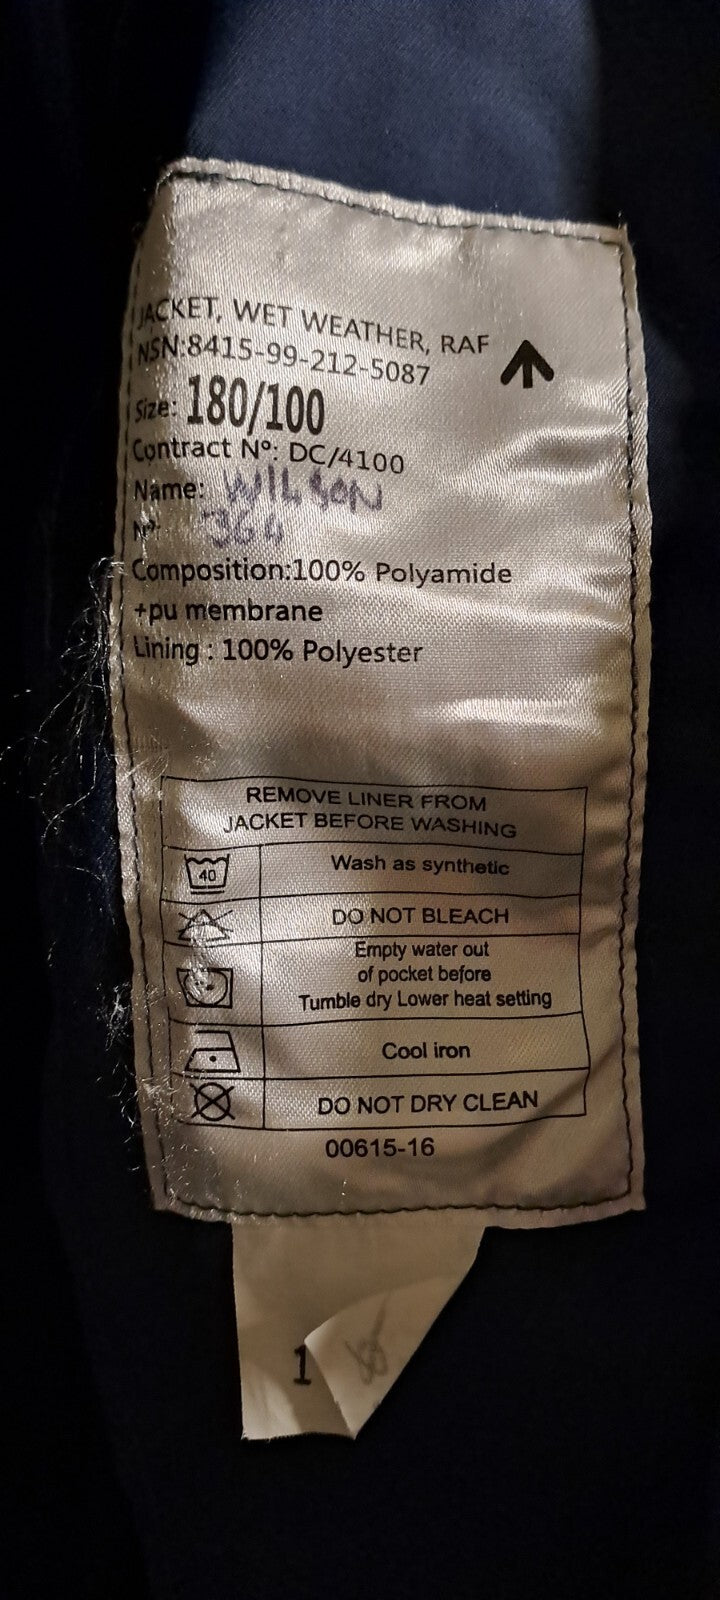 JACKET, WET WEATHER, RAF
NSN:8415-99-212-5087
Size: 180/100
Contract Nº: DC/4100
Name: WILSON
Nº: 364
Composition:100% Polyamide
+pu membrane
Lining : 100% Polyester
REMOVE LINER FROM
JACKET BEFORE WASHING
40
Wash as synthetic
DO NOT BLEACH
Empty water out
of pocket before
Tumble dry Lower heat setting
Cool iron
DO NOT DRY CLEAN
00615-16
1